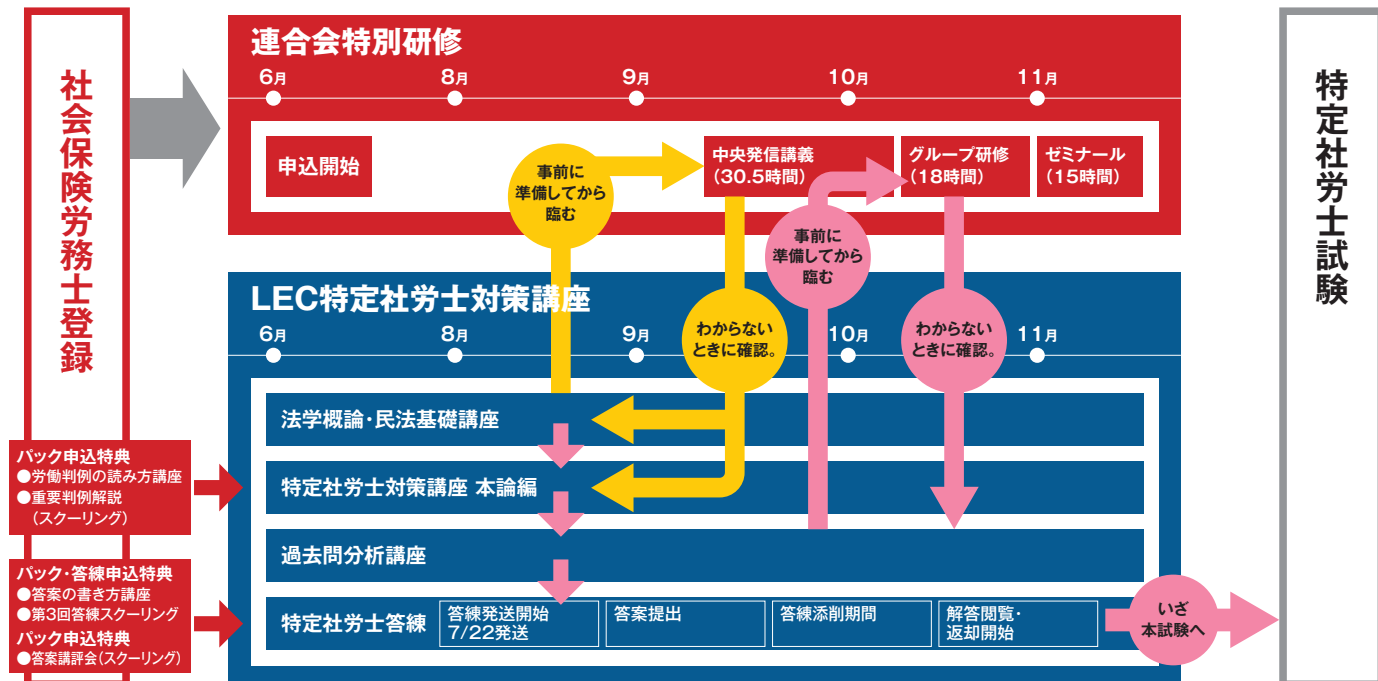 社会保険労務士登録
連合会特別研修
6月 8月 9月 10月 11月
申込開始
事前に
準備してから
臨む
中央発信講義
(30.5時間)
グループ研修
(18時間)
ゼミナール
(15時間)
事前に
準備してから
臨む
LEC特定社労士対策講座
6月 8月 9月 10月 11月
わからない
ときに確認。
わからない
ときに確認。
法学概論・民法基礎講座
特定社労士対策講座 本論編
過去問分析講座
特定社労士答練
答練発送開始
7/22発送
答案提出
答練添削期間
解答閲覧・
返却開始
パック申込特典
●労働判例の読み方講座
●重要判例解説
(スクーリング)
パック・答練申込特典
●答案の書き方講座
●第3回答練スクーリング
パック申込特典
●答案講評会(スクーリング)
いざ
本試験へ
特定社労士試験